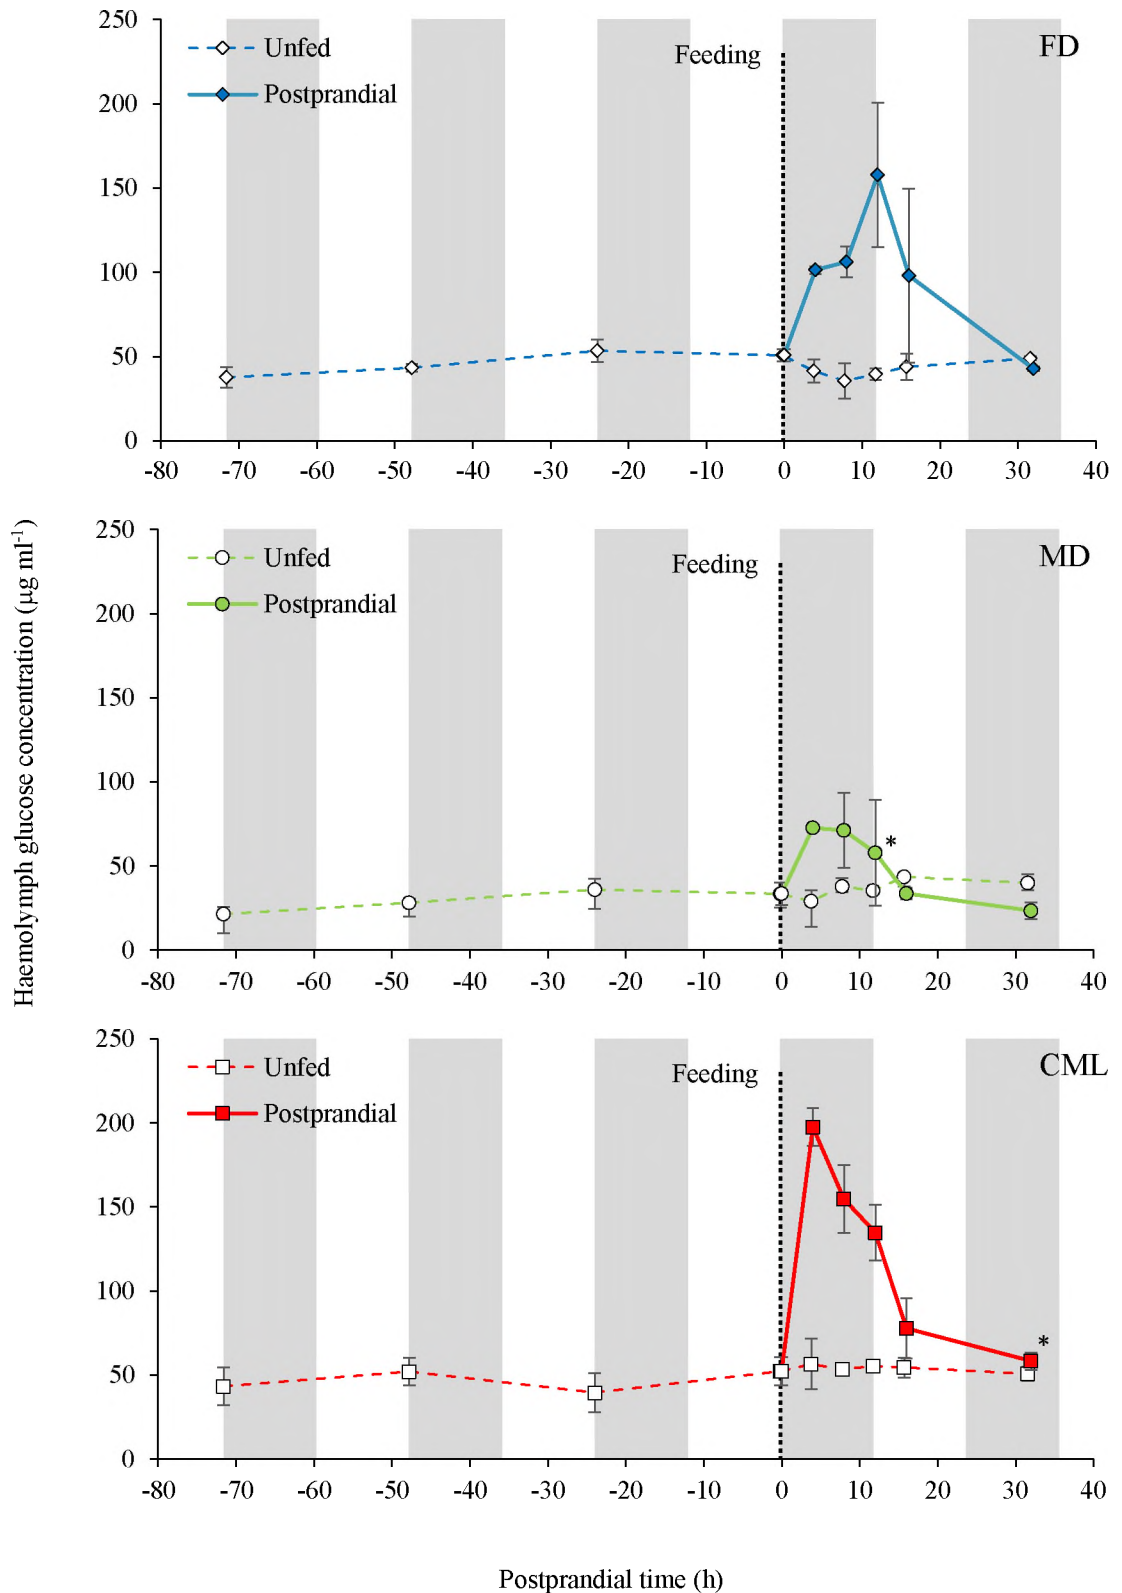 250
Unfed
Postprandial
Feeding
FD
200
150
100
50
0
-80 -70 -60 -50 -40 -30 -20 -10 0 10 20 30 40
Haemolymph glucose concentration (µg ml⁻¹)
250
Unfed
Postprandial
Feeding
MD
200
150
100
50
0
*
-80 -70 -60 -50 -40 -30 -20 -10 0 10 20 30 40
250
Unfed
Postprandial
Feeding
CML
200
150
100
50
0
*
-80 -70 -60 -50 -40 -30 -20 -10 0 10 20 30 40
Postprandial time (h)